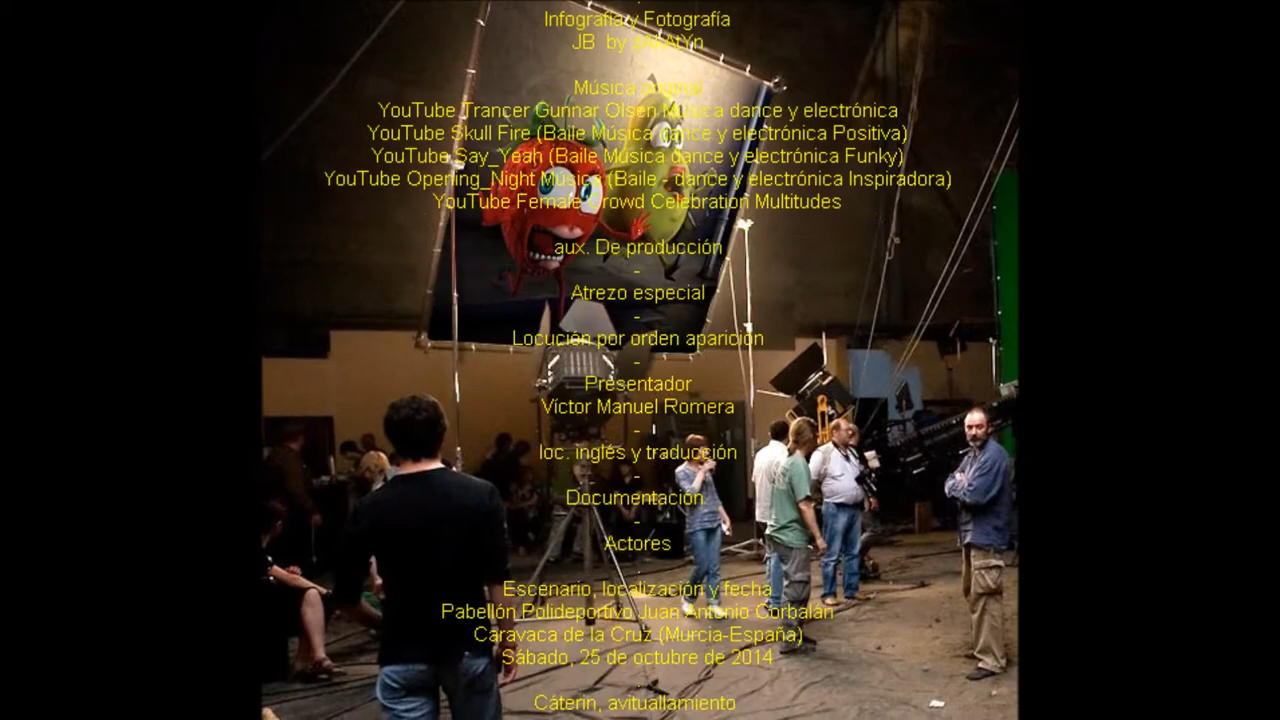 Infografía y Fotografía
JB by
Música original
YouTube Trancer Gunnar Olsen Música dance y electrónica
YouTube Skull Fire (Baile Música dance y electrónica Positiva)
YouTube Say_Yeah (Baile Música dance y electrónica Funky)
YouTube Opening_Night Música (Baile - dance y electrónica Inspiradora)
YouTube Female Crowd Celebration Multitudes
aux. De producción
-
Atrezo especial
-
Locución por orden aparición
-
Presentador
Víctor Manuel Romera
-
loc. inglés y traducción
-
Documentación
-
Actores
.
Escenario, localización y fecha
Pabellón Polideportivo Juan Antonio Corbalán
Caravaca de la Cruz (Murcia-España)
Sábado, 25 de octubre de 2014
.
Cáterin, avituallamiento